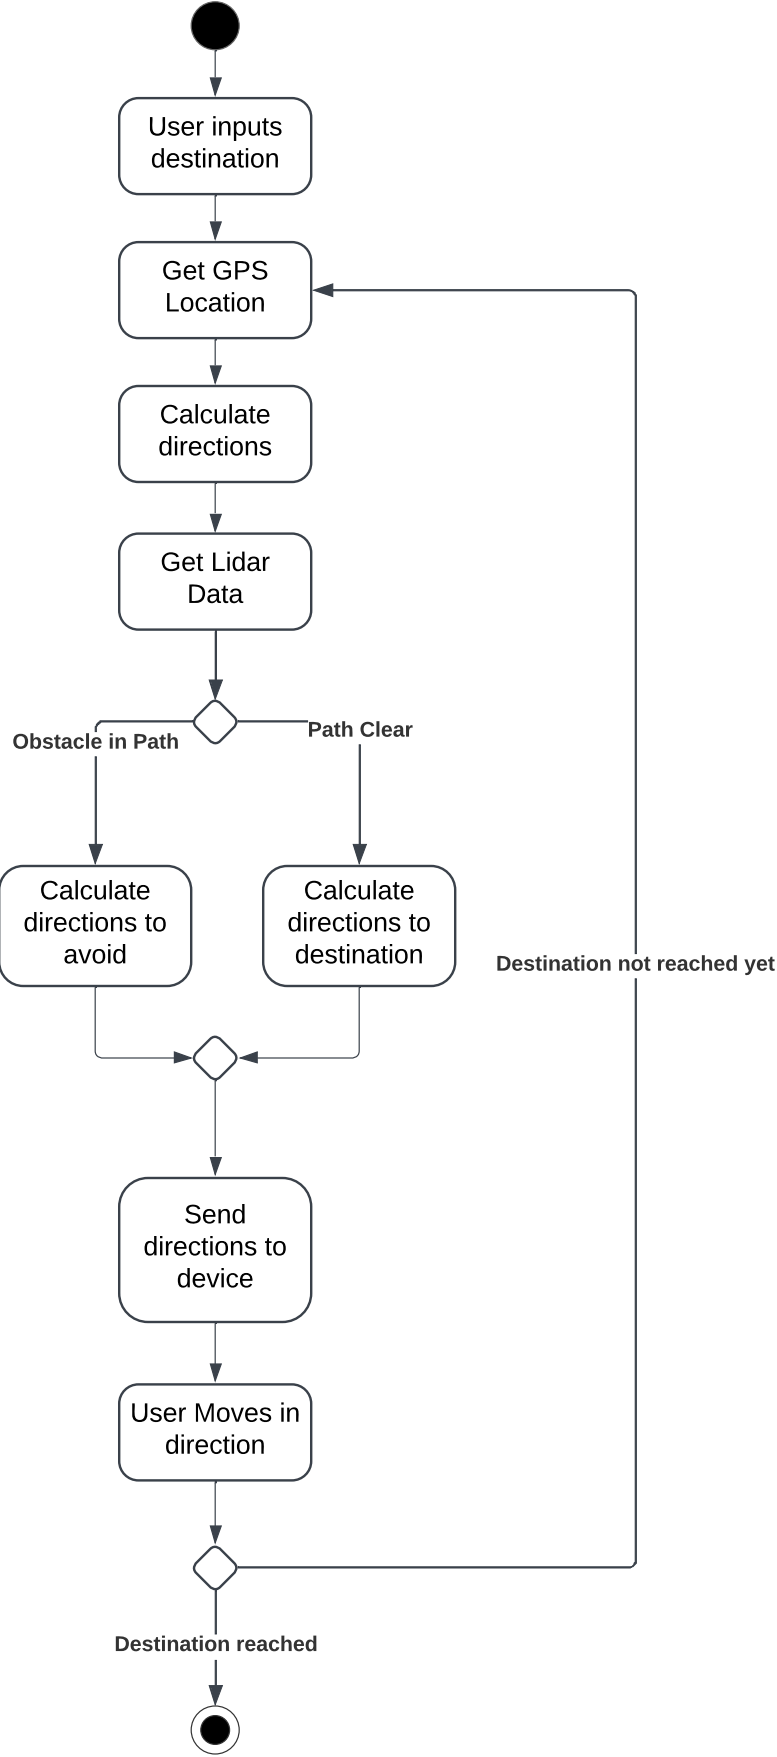 User inputs
destination
Get GPS
Location
Calculate
directions
Get Lidar
Data
Obstacle in Path
Path Clear
Calculate
directions to
avoid
Calculate
directions to
destination
Destination not reached yet
Send
directions to
device
User Moves in
direction
Destination reached